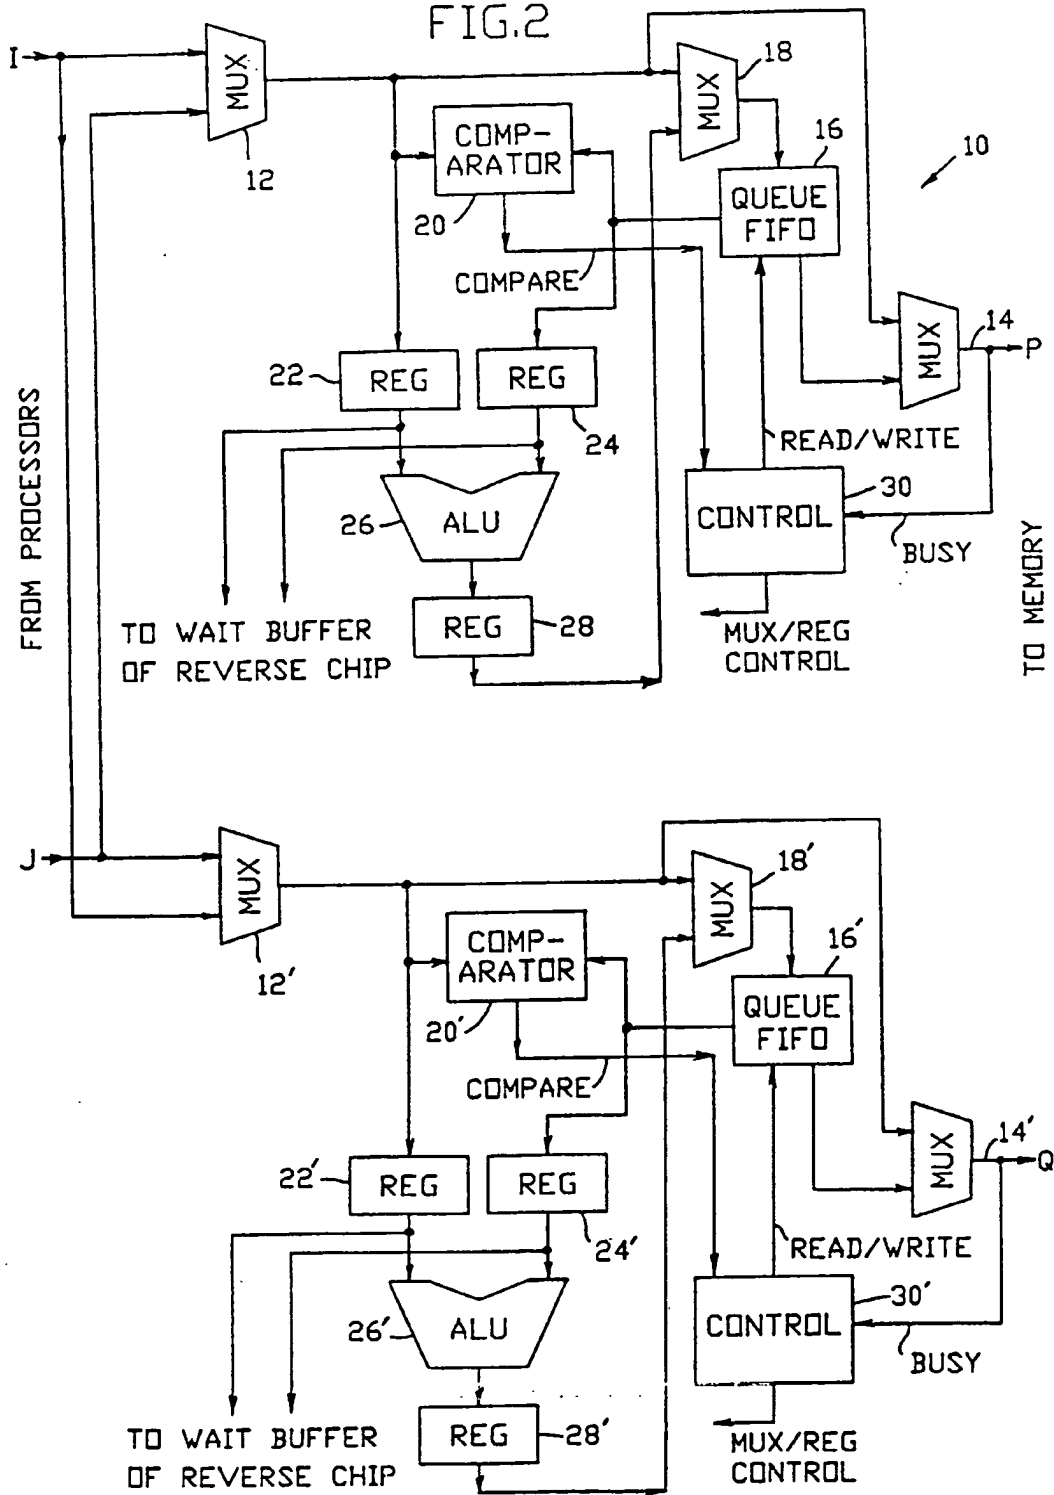 FIG.2
I
MUX
12
COMP-
ARATOR
20
MUX
18
16
QUEUE
FIFO
10
COMPARE
MUX
14
P
22
REG
REG
24
READ/WRITE
26
ALU
CONTROL
30
BUSY
FROM PROCESSORS
TO MEMORY
REG
28
TO WAIT BUFFER
OF REVERSE CHIP
MUX/REG
CONTROL
J
MUX
12'
COMP-
ARATOR
20'
MUX
18'
16'
QUEUE
FIFO
COMPARE
MUX
14'
Q
22'
REG
REG
24'
READ/WRITE
26'
ALU
CONTROL
30'
BUSY
REG
28'
TO WAIT BUFFER
OF REVERSE CHIP
MUX/REG
CONTROL